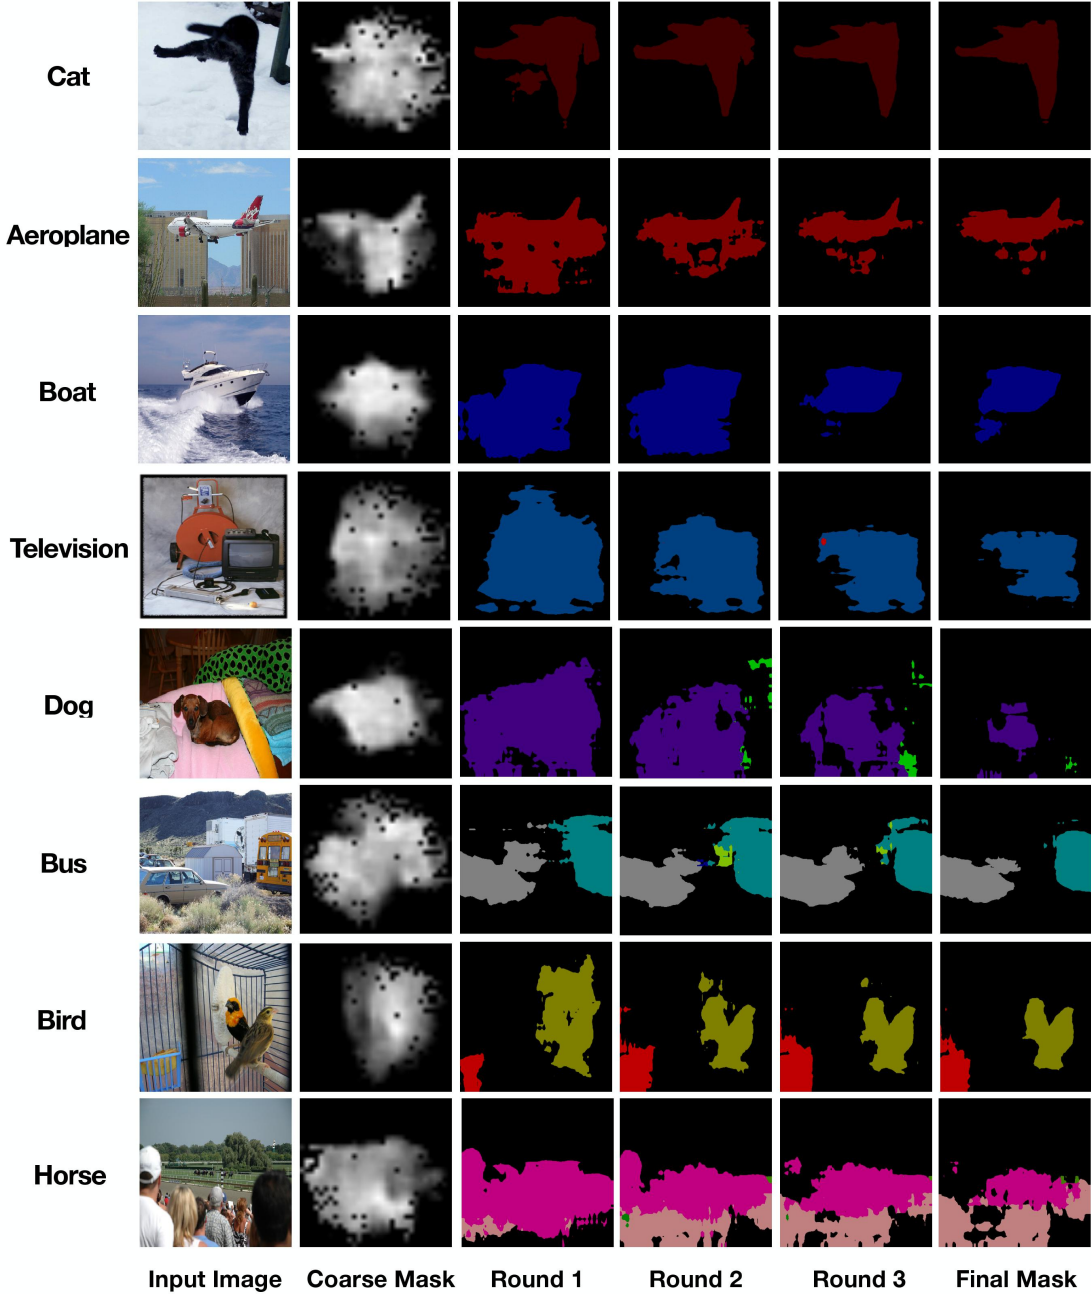 Cat
Aeroplane
Boat
Television
Dog
Bus
Bird
Horse
Input Image Coarse Mask Round 1 Round 2 Round 3 Final Mask